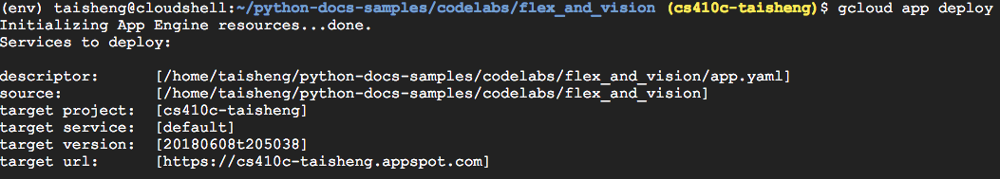 (env) taisheng@cloudshell:~/python-docs-samples/codelabs/flex_and_vision (cs410c-taisheng)$ gcloud app deploy
Initializing App Engine resources...done.
Services to deploy:
descriptor:      [/home/taisheng/python-docs-samples/codelabs/flex_and_vision/app.yaml]
source:          [/home/taisheng/python-docs-samples/codelabs/flex_and_vision]
target project:  [cs410c-taisheng]
target service:  [default]
target version:  [20180608t205038]
target url:      [https://cs410c-taisheng.appspot.com]